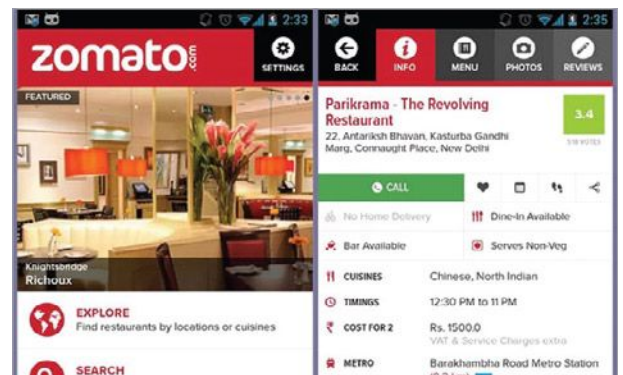 2:33
zomato.com
SETTINGS
FEATURED
Knightsbridge
Richoux
EXPLORE
Find restaurants by locations or cuisines
SEARCH
2:35
BACK
INFO
MENU
PHOTOS
REVIEWS
Parikrama - The Revolving
Restaurant
22, Antariksh Bhavan, Kasturba Gandhi
Marg, Connaught Place, New Delhi
3.4
VOTES
CALL
No Home Delivery
Dine-In Available
Bar Available
Serves Non-Veg
CUISINES
Chinese, North Indian
TIMINGS
12:30 PM to 11 PM
COST FOR 2
Rs. 1500.0
VAT & Service Charges extra
METRO
Barakhambha Road Metro Station